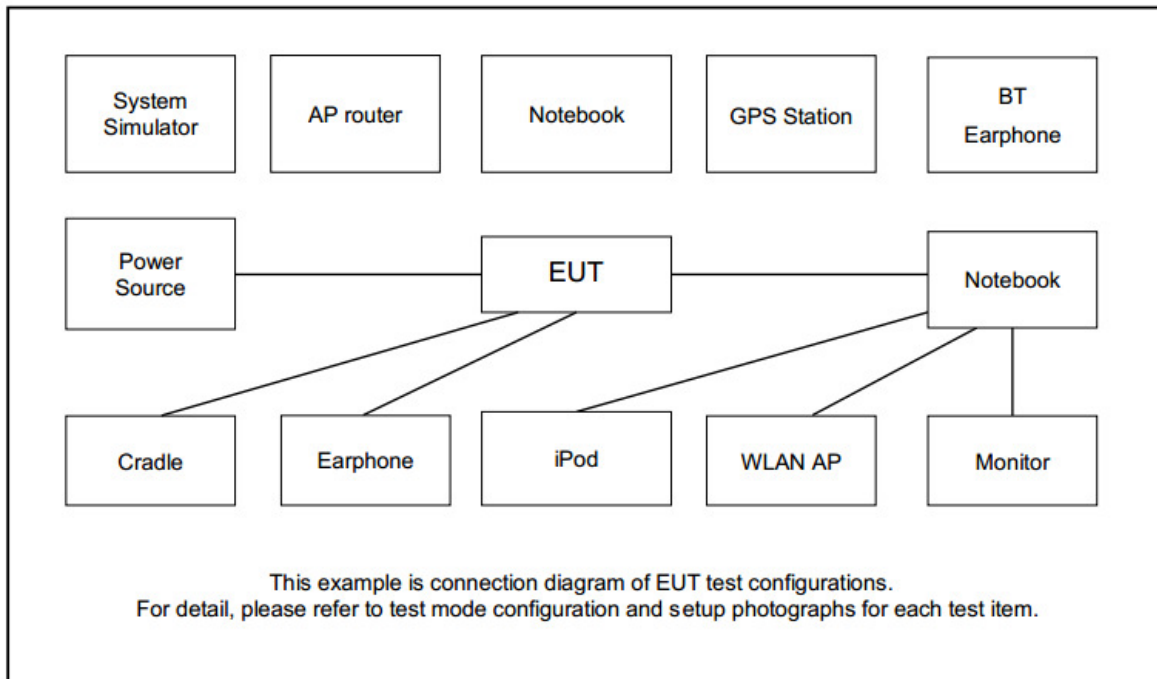 System
Simulator
AP router
Notebook
GPS Station
BT
Earphone
Power
Source
EUT
Notebook
Cradle
Earphone
iPod
WLAN AP
Monitor
This example is connection diagram of EUT test configurations.
For detail, please refer to test mode configuration and setup photographs for each test item.